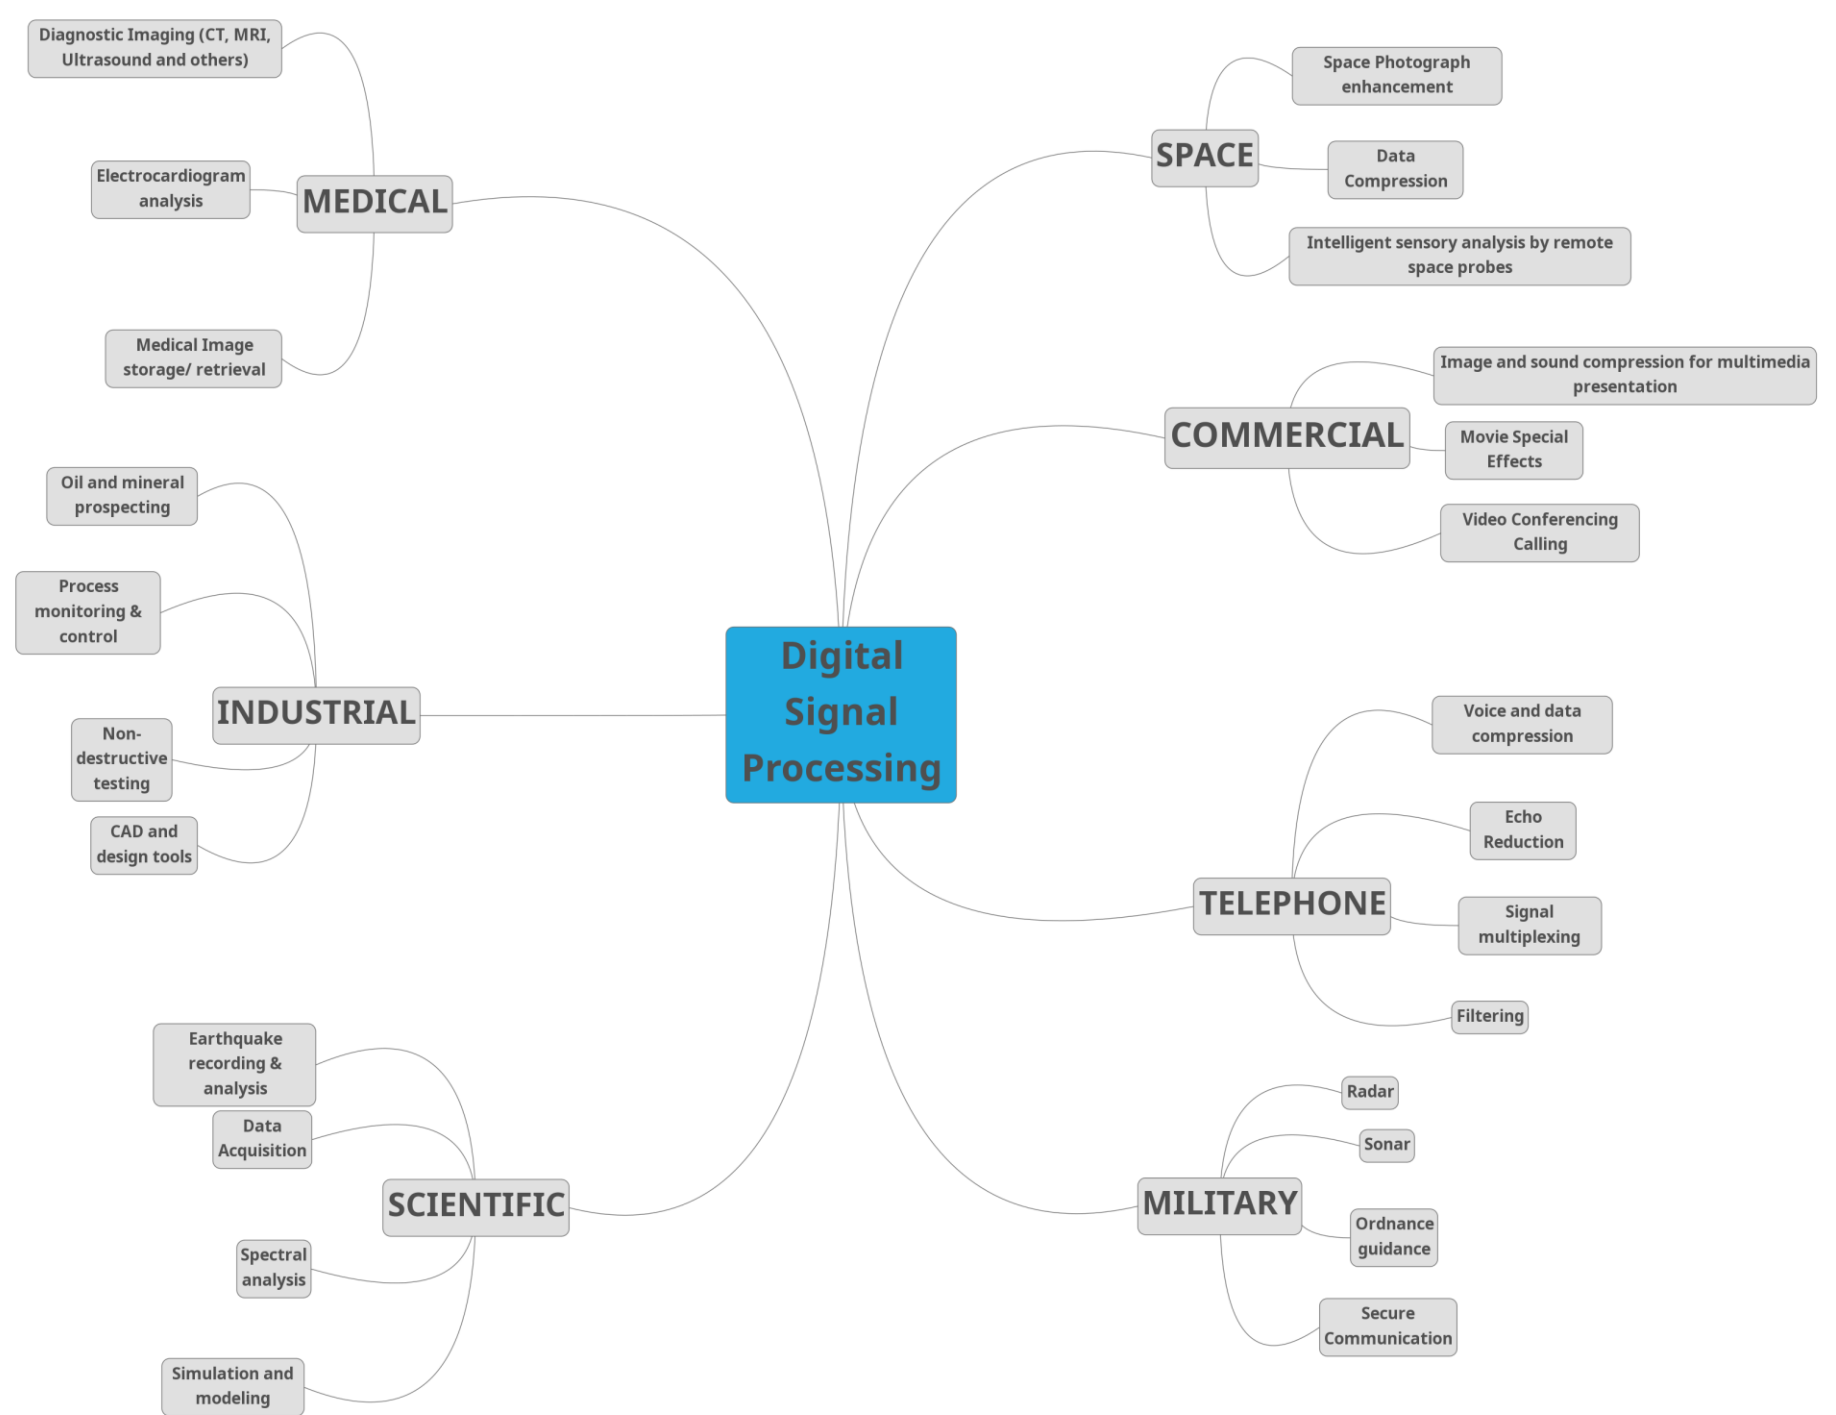 Digital
Signal
Processing
MEDICAL
Diagnostic Imaging (CT, MRI,
Ultrasound and others)
Electrocardiogram
analysis
Medical Image
storage/ retrieval
INDUSTRIAL
Oil and mineral
prospecting
Process
monitoring &
control
Non-
destructive
testing
CAD and
design tools
SCIENTIFIC
Earthquake
recording &
analysis
Data
Acquisition
Spectral
analysis
Simulation and
modeling
SPACE
Space Photograph
enhancement
Data
Compression
Intelligent sensory analysis by remote
space probes
COMMERCIAL
Image and sound compression for multimedia
presentation
Movie Special
Effects
Video Conferencing
Calling
TELEPHONE
Voice and data
compression
Echo
Reduction
Signal
multiplexing
Filtering
MILITARY
Radar
Sonar
Ordnance
guidance
Secure
Communication